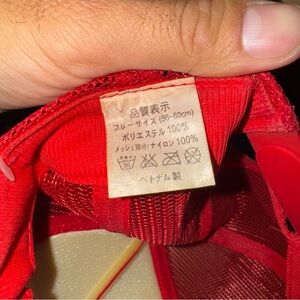 品質表示
フリーサイズ(56~60cm)
ポリエステル100%
メッシュ部分:ナイロン100%
ベトナム製